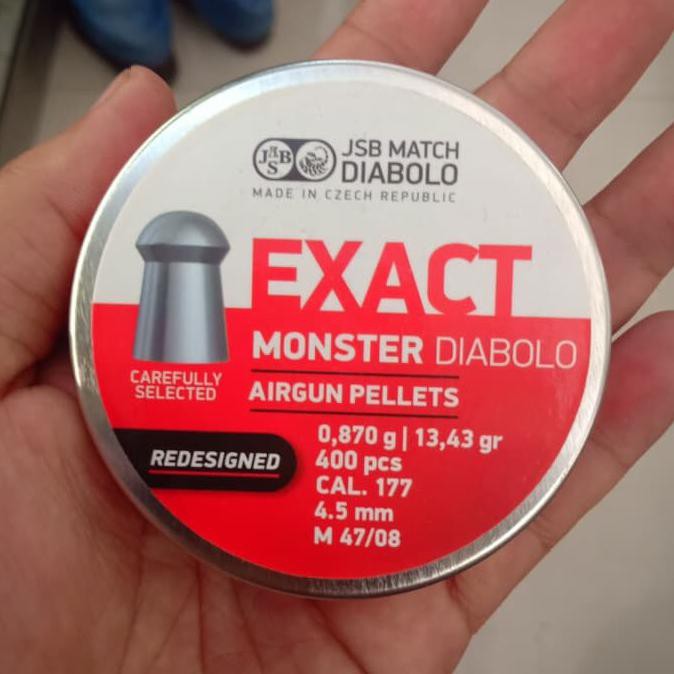 JAB S
JSB MATCH
DIABOLO
MADE IN CZECH REPUBLIC
EXACT
MONSTER DIABOLO
CAREFULLY
SELECTED
AIRGUN PELLETS
REDESIGNED
0,870 g | 13,43 gr
400 pcs
CAL. 177
4.5 mm
M 47/08